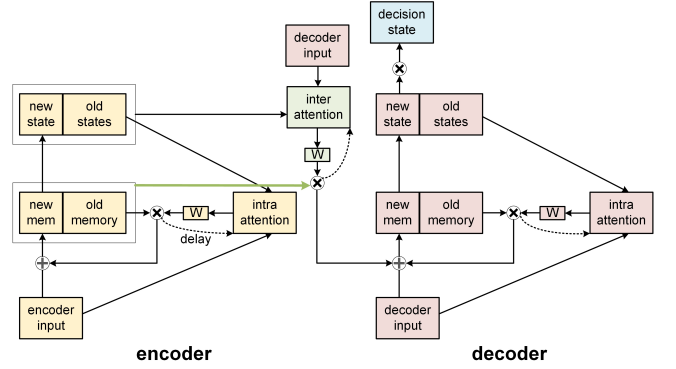 decision
state
decoder
input
new
state
old
states
inter
attention
new
state
old
states
W
new
mem
old
memory
W
intra
attention
new
mem
old
memory
W
intra
attention
delay
encoder
input
decoder
input
encoder
decoder